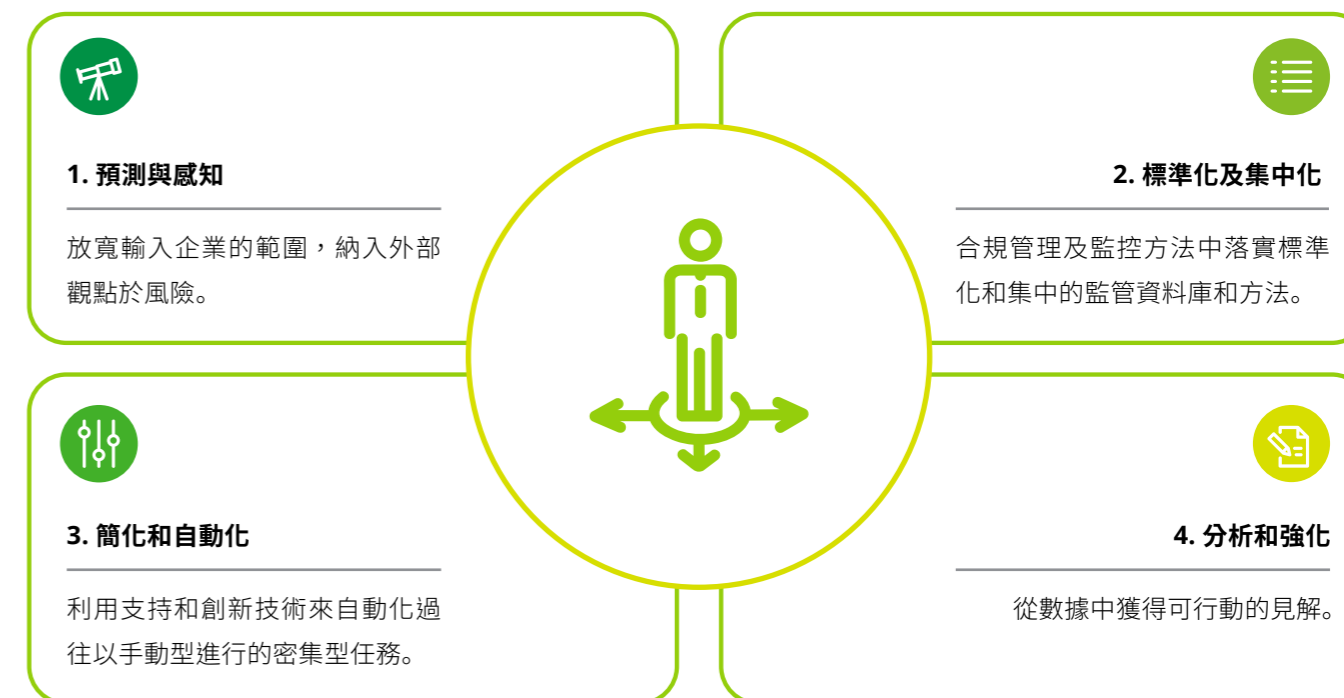 1. 預測與感知
放寬輸入企業的範圍，納入外部
觀點於風險。
2. 標準化及集中化
合規管理及監控方法中落實標準
化和集中的監管資料庫和方法。
3. 簡化和自動化
利用支持和創新技術來自動化過
往以手動型進行的密集型任務。
4. 分析和強化
從數據中獲得可行動的見解。